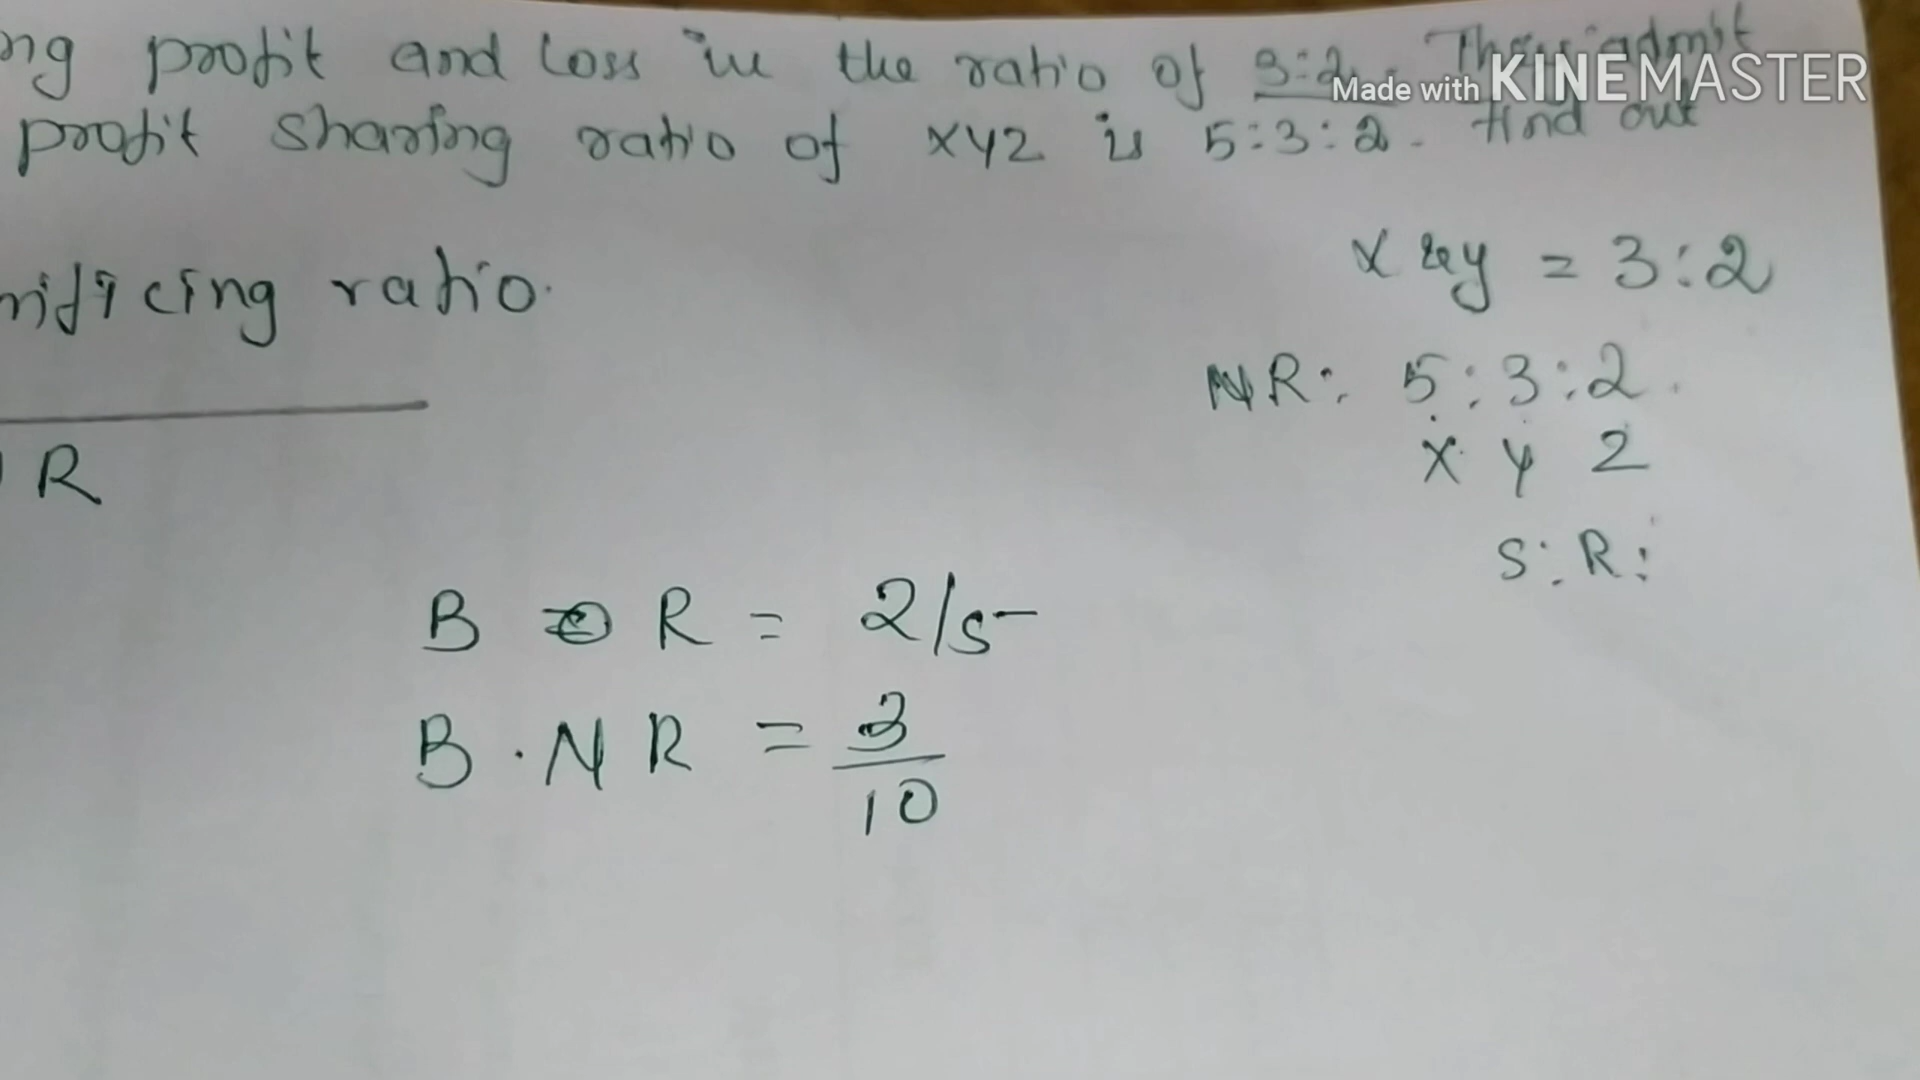 ng profit and loss in the ratio of 3:2. They admit
Made with KINEMASTER
profit sharing ratio of XYZ is 5:3:2. find out
rificing ratio.
X & y = 3:2
NR: 5:3:2.
X y Z
R
S:R:
B O R = 2/5
B.NR = 3/10